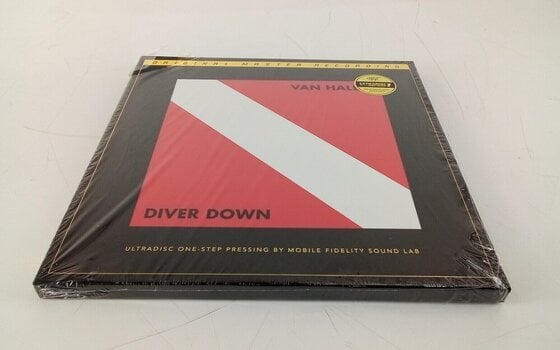 ORIGINAL MASTER RECORDING
VAN HAL
DIVER DOWN
ULTRADISC ONE-STEP PRESSING BY MOBILE FIDELITY SOUND LAB